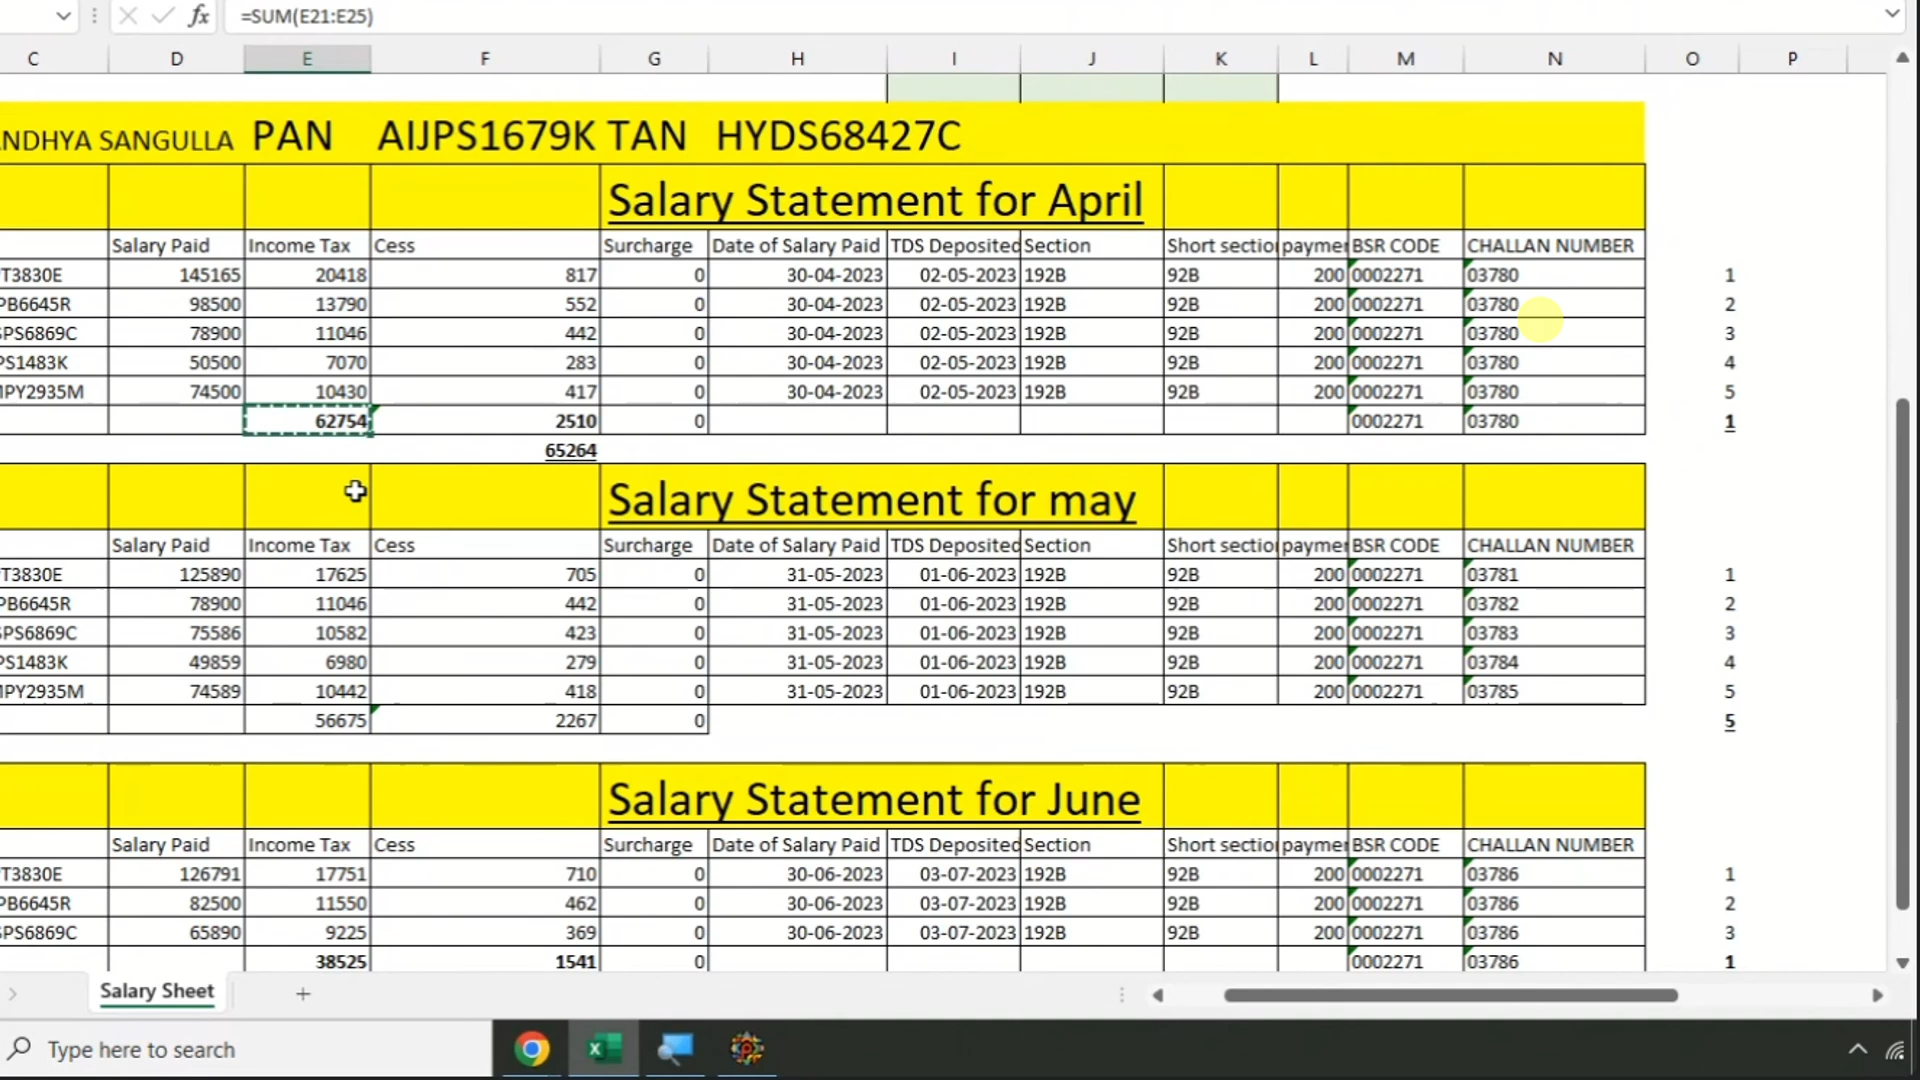 fx =SUM(E21:E25)
C D E F G H I J K L M N O P
NDHYA SANGULLA PAN AIJPS1679K TAN HYDS68427C
Salary Statement for April
Salary Paid Income Tax Cess Surcharge Date of Salary Paid TDS Deposited Section Short sectio paymer BSR CODE CHALLAN NUMBER
T3830E 145165 20418 817 0 30-04-2023 02-05-2023 192B 92B 200 0002271 03780 1
PB6645R 98500 13790 552 0 30-04-2023 02-05-2023 192B 92B 200 0002271 03780 2
SPS6869C 78900 11046 442 0 30-04-2023 02-05-2023 192B 92B 200 0002271 03780 3
PS1483K 50500 7070 283 0 30-04-2023 02-05-2023 192B 92B 200 0002271 03780 4
MPY2935M 74500 10430 417 0 30-04-2023 02-05-2023 192B 92B 200 0002271 03780 5
62754 2510 0 0002271 03780 1
65264
Salary Statement for may
Salary Paid Income Tax Cess Surcharge Date of Salary Paid TDS Deposited Section Short sectio paymer BSR CODE CHALLAN NUMBER
T3830E 125890 17625 705 0 31-05-2023 01-06-2023 192B 92B 200 0002271 03781 1
PB6645R 78900 11046 442 0 31-05-2023 01-06-2023 192B 92B 200 0002271 03782 2
SPS6869C 75586 10582 423 0 31-05-2023 01-06-2023 192B 92B 200 0002271 03783 3
PS1483K 49859 6980 279 0 31-05-2023 01-06-2023 192B 92B 200 0002271 03784 4
MPY2935M 74589 10442 418 0 31-05-2023 01-06-2023 192B 92B 200 0002271 03785 5
56675 2267 0 5
Salary Statement for June
Salary Paid Income Tax Cess Surcharge Date of Salary Paid TDS Deposited Section Short sectio paymer BSR CODE CHALLAN NUMBER
T3830E 126791 17751 710 0 30-06-2023 03-07-2023 192B 92B 200 0002271 03786 1
PB6645R 82500 11550 462 0 30-06-2023 03-07-2023 192B 92B 200 0002271 03786 2
SPS6869C 65890 9225 369 0 30-06-2023 03-07-2023 192B 92B 200 0002271 03786 3
38525 1541 0 0002271 03786 1
Salary Sheet
Type here to search